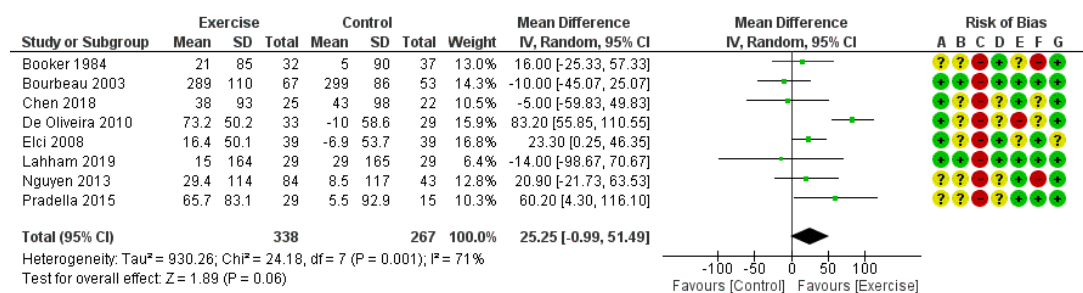 Exercise Control Mean Difference Mean Difference Risk of Bias
Study or Subgroup Mean SD Total Mean SD Total Weight IV, Random, 95% CI IV, Random, 95% CI A B C D E F G
Booker 1984 21 85 32 5 90 37 13.0% 16.00 [-25.33, 57.33]
Bourbeau 2003 289 110 67 299 86 53 14.3% -10.00 [-45.07, 25.07]
Chen 2018 38 93 25 43 98 22 10.5% -5.00 [-59.83, 49.83]
De Oliveira 2010 73.2 50.2 33 -10 58.6 29 15.9% 83.20 [55.85, 110.55]
Elci 2008 16.4 50.1 39 -6.9 53.7 39 16.8% 23.30 [0.25, 46.35]
Lahham 2019 15 164 29 29 165 29 6.4% -14.00 [-98.67, 70.67]
Nguyen 2013 29.4 114 84 8.5 117 43 12.8% 20.90 [-21.73, 63.53]
Pradella 2015 65.7 83.1 29 5.5 92.9 15 10.3% 60.20 [4.30, 116.10]
Total (95% CI) 338 267 100.0% 25.25 [-0.99, 51.49]
Heterogeneity: Tau² = 930.26; Chi² = 24.18, df = 7 (P = 0.001); I² = 71%
Test for overall effect: Z = 1.89 (P = 0.06)
-100 -50 0 50 100
Favours [Control] Favours [Exercise]